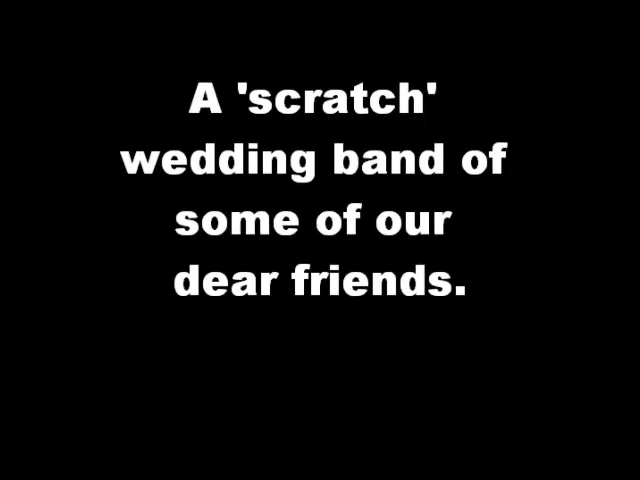 A 'scratch'
wedding band of
some of our
dear friends.